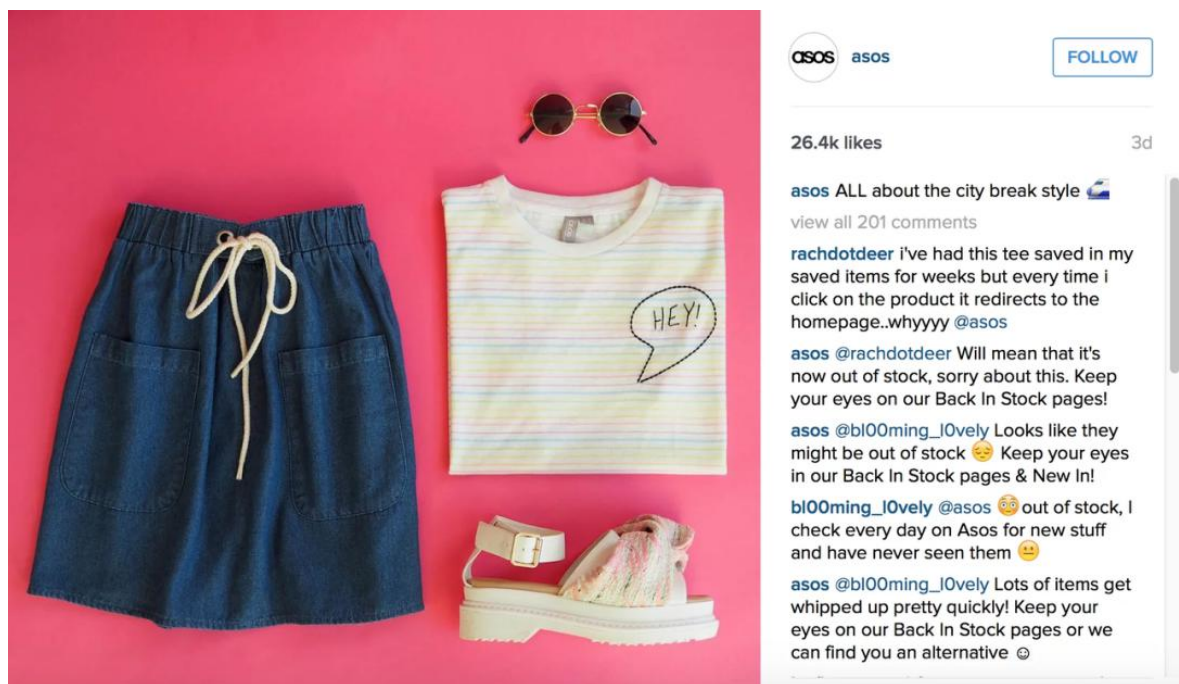 HEY!
asos asos
FOLLOW
26.4k likes 3d
asos ALL about the city break style 🚅
view all 201 comments
rachdotdeer i've had this tee saved in my
saved items for weeks but every time i
click on the product it redirects to the
homepage..whyyyy @asos
asos @rachdotdeer Will mean that it's
now out of stock, sorry about this. Keep
your eyes on our Back In Stock pages!
asos @bl00ming_l0vely Looks like they
might be out of stock 😔 Keep your eyes
in our Back In Stock pages & New In!
bl00ming_l0vely @asos 😳 out of stock, I
check every day on Asos for new stuff
and have never seen them 😐
asos @bl00ming_l0vely Lots of items get
whipped up pretty quickly! Keep your
eyes on our Back In Stock pages or we
can find you an alternative ☺